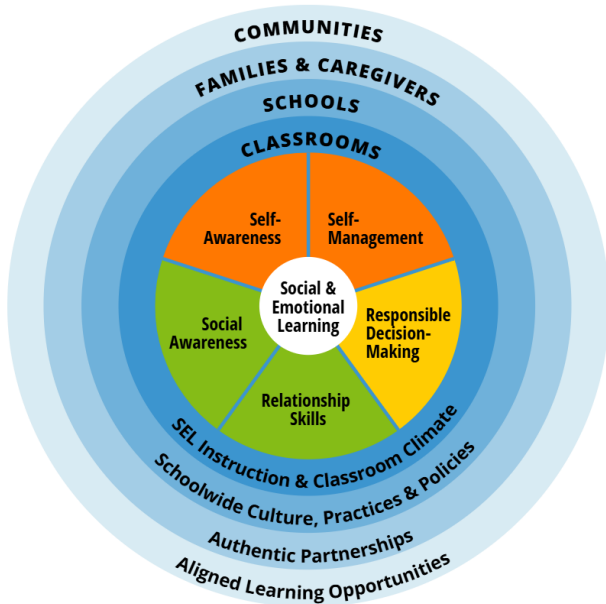 COMMUNITIES
FAMILIES & CAREGIVERS
SCHOOLS
CLASSROOMS
Self-
Awareness
Self-
Management
Social &
Emotional
Learning
Social
Awareness
Responsible
Decision-
Making
Relationship
Skills
SEL Instruction & Classroom Climate
Schoolwide Culture, Practices & Policies
Authentic Partnerships
Aligned Learning Opportunities